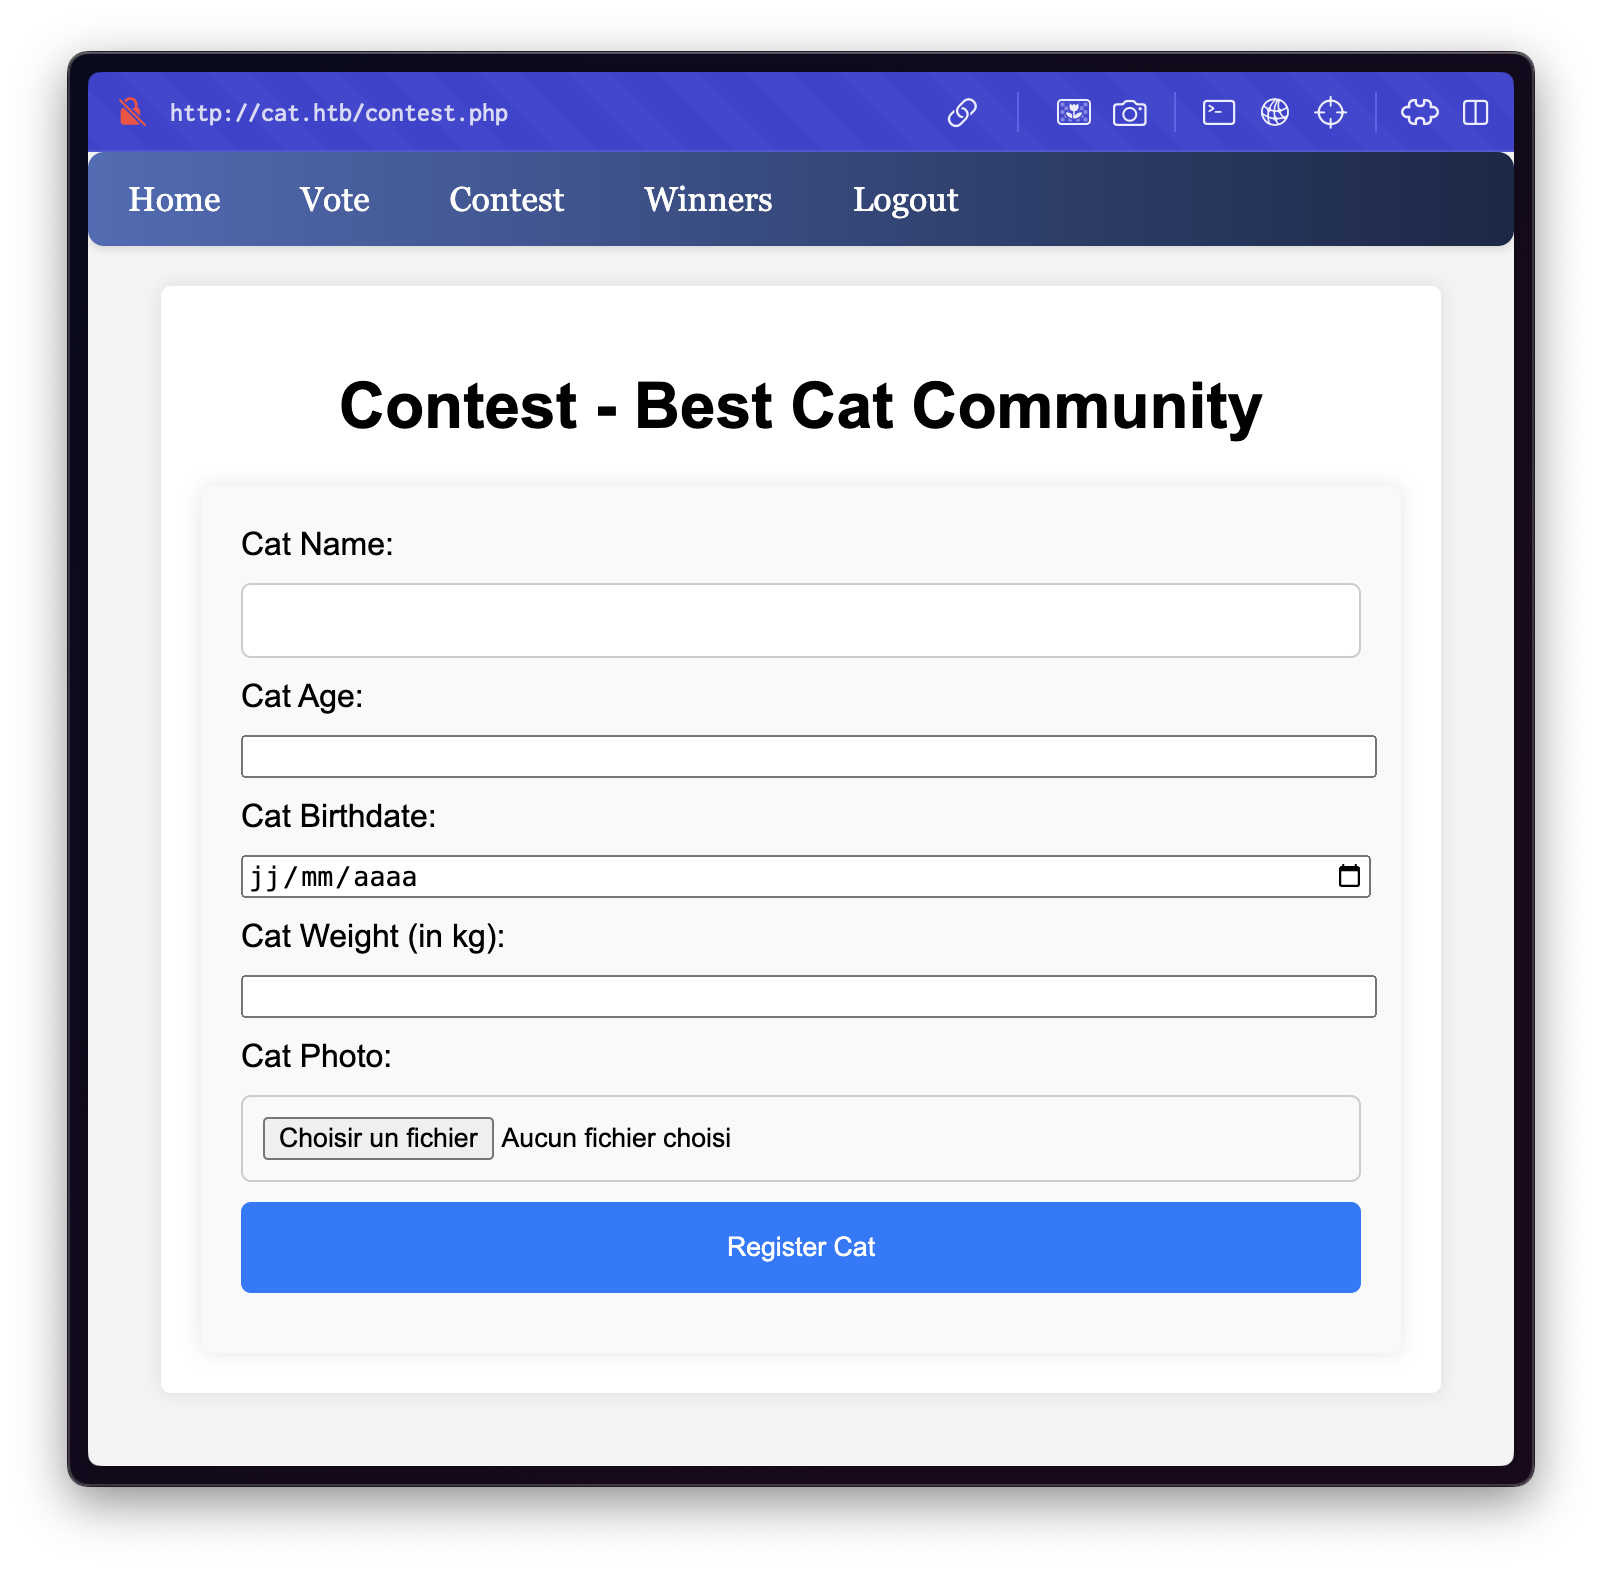 http://cat.htb/contest.php
Home Vote Contest Winners Logout
Contest - Best Cat Community
Cat Name:
Cat Age:
Cat Birthdate:
jj/mm/aaaa
Cat Weight (in kg):
Cat Photo:
Choisir un fichier Aucun fichier choisi
Register Cat